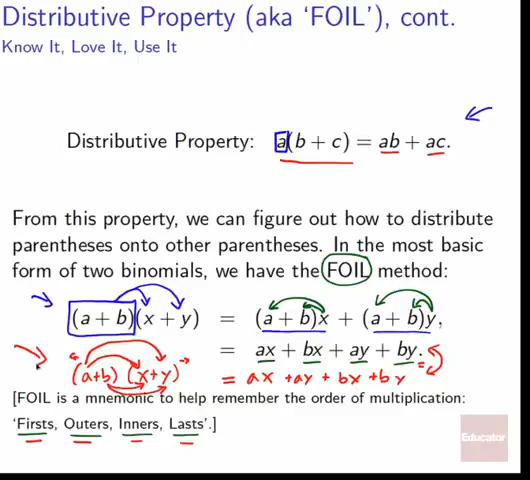 Distributive Property (aka ‘FOIL’), cont.
Know It, Love It, Use It
Distributive Property: a(b + c) = ab + ac.
From this property, we can figure out how to distribute
parentheses onto other parentheses. In the most basic
form of two binomials, we have the FOIL method:
(a + b)(x + y) = (a + b)x + (a + b)y,
= ax + bx + ay + by.
(a+b) (x+y) = ax +ay + bx +by
[FOIL is a mnemonic to help remember the order of multiplication:
‘Firsts, Outers, Inners, Lasts’.]
Educator